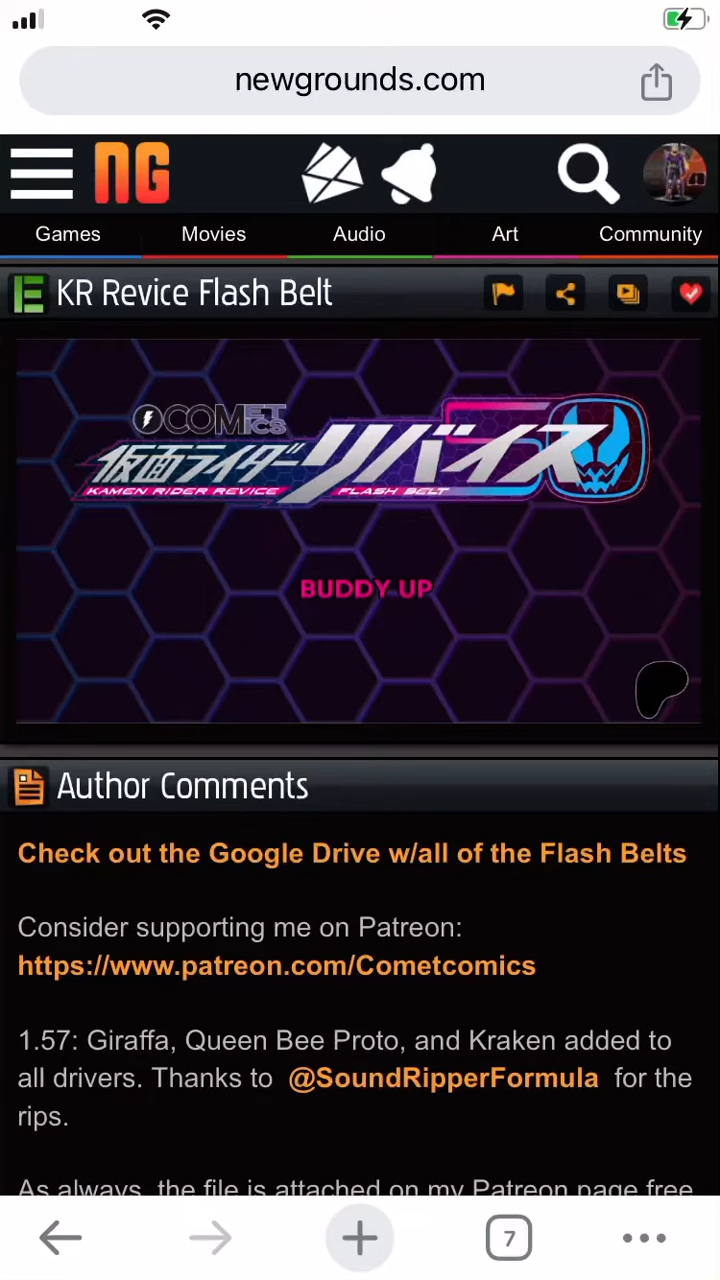 newgrounds.com
NG
Games Movies Audio Art Community
E KR Revice Flash Belt
COMETICS
仮面ライダーリバイス
KAMEN RIDER REVICE FLASH BELT
BUDDY UP
Author Comments
Check out the Google Drive w/all of the Flash Belts
Consider supporting me on Patreon:
https://www.patreon.com/Cometcomics
1.57: Giraffa, Queen Bee Proto, and Kraken added to
all drivers. Thanks to @SoundRipperFormula for the
rips.
As always, the file is attached on my Patreon page free
7